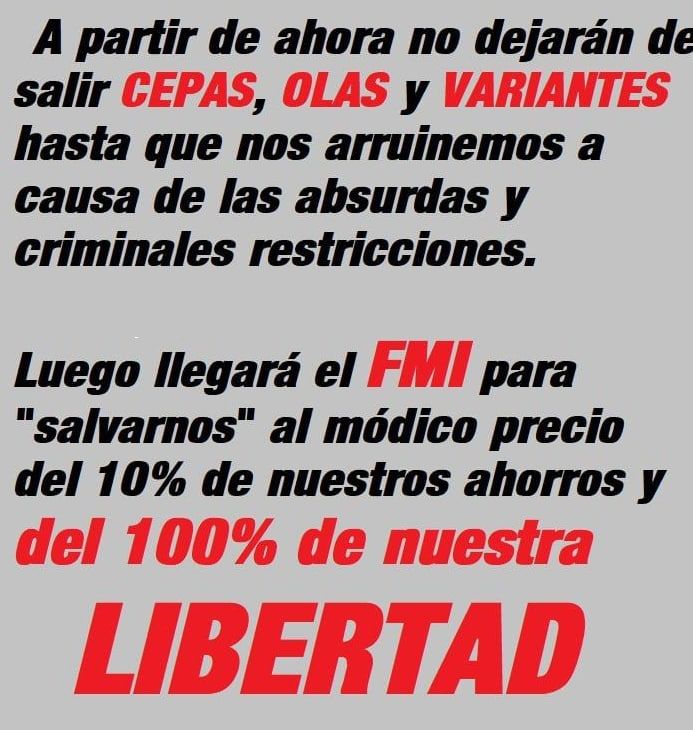 A partir de ahora no dejarán de
salir CEPAS, OLAS y VARIANTES
hasta que nos arruinemos a
causa de las absurdas y
criminales restricciones.
Luego llegará el FMI para
"salvarnos" al módico precio
del 10% de nuestros ahorros y
del 100% de nuestra
LIBERTAD